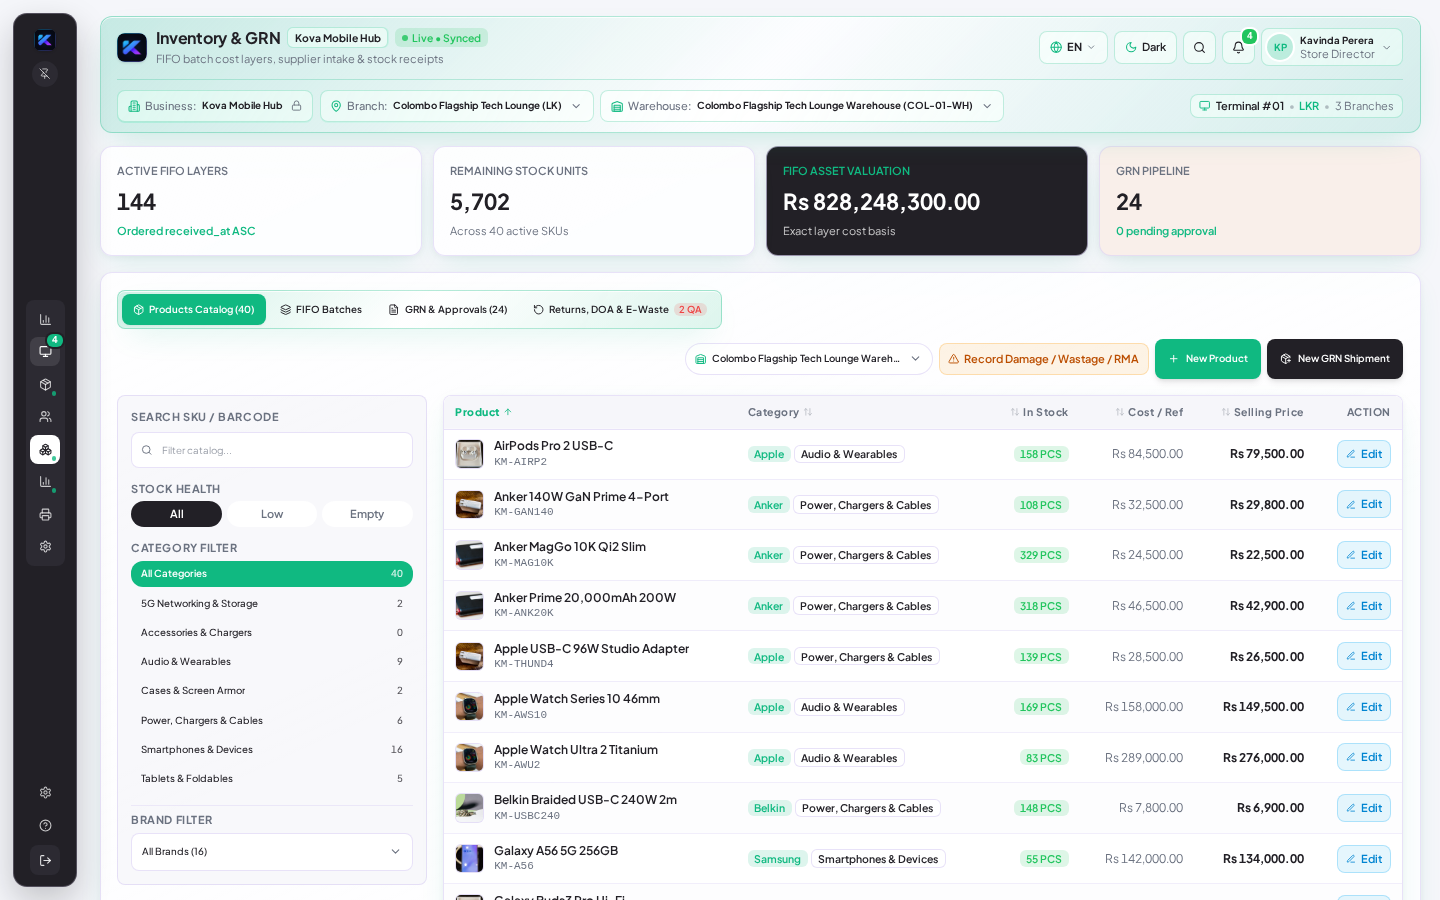 Inventory & GRN Kova Mobile Hub Live • Synced
FIFO batch cost layers, supplier intake & stock receipts
EN Dark 4 KP Kavinda Perera
Store Director
Business: Kova Mobile Hub Branch: Colombo Flagship Tech Lounge (LK) Warehouse: Colombo Flagship Tech Lounge Warehouse (COL-01-WH) Terminal #01 • LKR • 3 Branches
ACTIVE FIFO LAYERS
144
Ordered received_at ASC
REMAINING STOCK UNITS
5,702
Across 40 active SKUs
FIFO ASSET VALUATION
Rs 828,248,300.00
Exact layer cost basis
GRN PIPELINE
24
0 pending approval
4
Products Catalog (40) FIFO Batches GRN & Approvals (24) Returns, DOA & E-Waste 2 QA
Colombo Flagship Tech Lounge Wareh... Record Damage / Wastage / RMA New Product New GRN Shipment
SEARCH SKU / BARCODE
Filter catalog...
STOCK HEALTH
All Low Empty
CATEGORY FILTER
All Categories 40
5G Networking & Storage 2
Accessories & Chargers 0
Audio & Wearables 9
Cases & Screen Armor 2
Power, Chargers & Cables 6
Smartphones & Devices 16
Tablets & Foldables 5
BRAND FILTER
All Brands (16)
Product ↑ Category ↑↓ ↑↓ In Stock ↑↓ Cost / Ref ↑↓ Selling Price ACTION
AirPods Pro 2 USB-C
KM-AIRP2
Apple Audio & Wearables 158 PCS Rs 84,500.00 Rs 79,500.00 Edit
Anker 140W GaN Prime 4-Port
KM-GAN140
Anker Power, Chargers & Cables 108 PCS Rs 32,500.00 Rs 29,800.00 Edit
Anker MagGo 10K Qi2 Slim
KM-MAG10K
Anker Power, Chargers & Cables 329 PCS Rs 24,500.00 Rs 22,500.00 Edit
Anker Prime 20,000mAh 200W
KM-ANK20K
Anker Power, Chargers & Cables 318 PCS Rs 46,500.00 Rs 42,900.00 Edit
Apple USB-C 96W Studio Adapter
KM-THUND4
Apple Power, Chargers & Cables 139 PCS Rs 28,500.00 Rs 26,500.00 Edit
Apple Watch Series 10 46mm
KM-AWS10
Apple Audio & Wearables 169 PCS Rs 158,000.00 Rs 149,500.00 Edit
Apple Watch Ultra 2 Titanium
KM-AWU2
Apple Audio & Wearables 83 PCS Rs 289,000.00 Rs 276,000.00 Edit
Belkin Braided USB-C 240W 2m
KM-USBC240
Belkin Power, Chargers & Cables 148 PCS Rs 7,800.00 Rs 6,900.00 Edit
Galaxy A56 5G 256GB
KM-A56
Samsung Smartphones & Devices 55 PCS Rs 142,000.00 Rs 134,000.00 Edit
Galaxy Buds3 Pro Hi-Fi